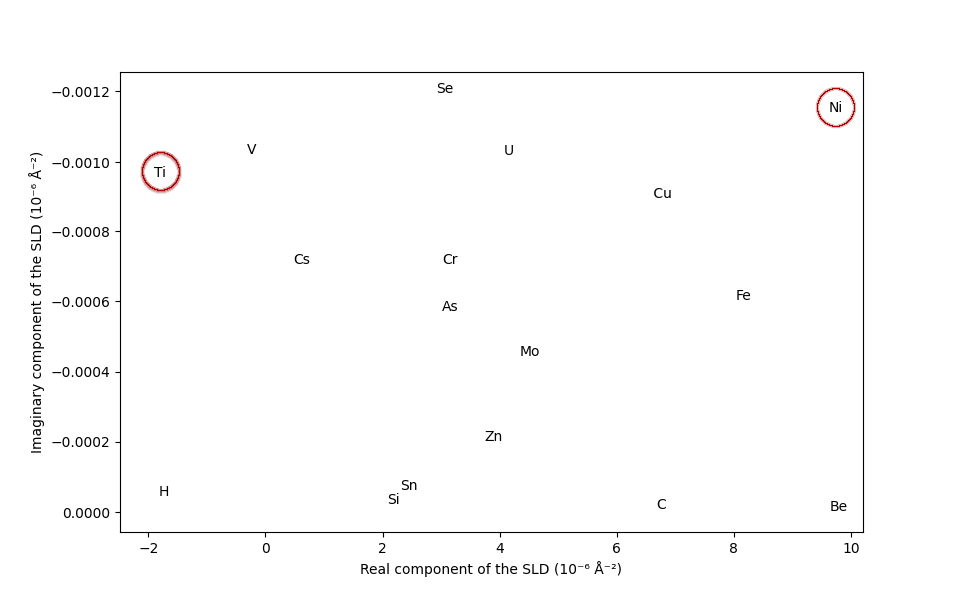 Se
−0.0012
Ni
V
U
−0.0010
Ti
Cu
−0.0008
Cs
Cr
−0.0006
Fe
As
Mo
−0.0004
Zn
−0.0002
Sn
H
Si
C
Be
0.0000
Imaginary component of the SLD (10⁻⁶ Å⁻²)
−2 0 2 4 6 8 10
Real component of the SLD (10⁻⁶ Å⁻²)